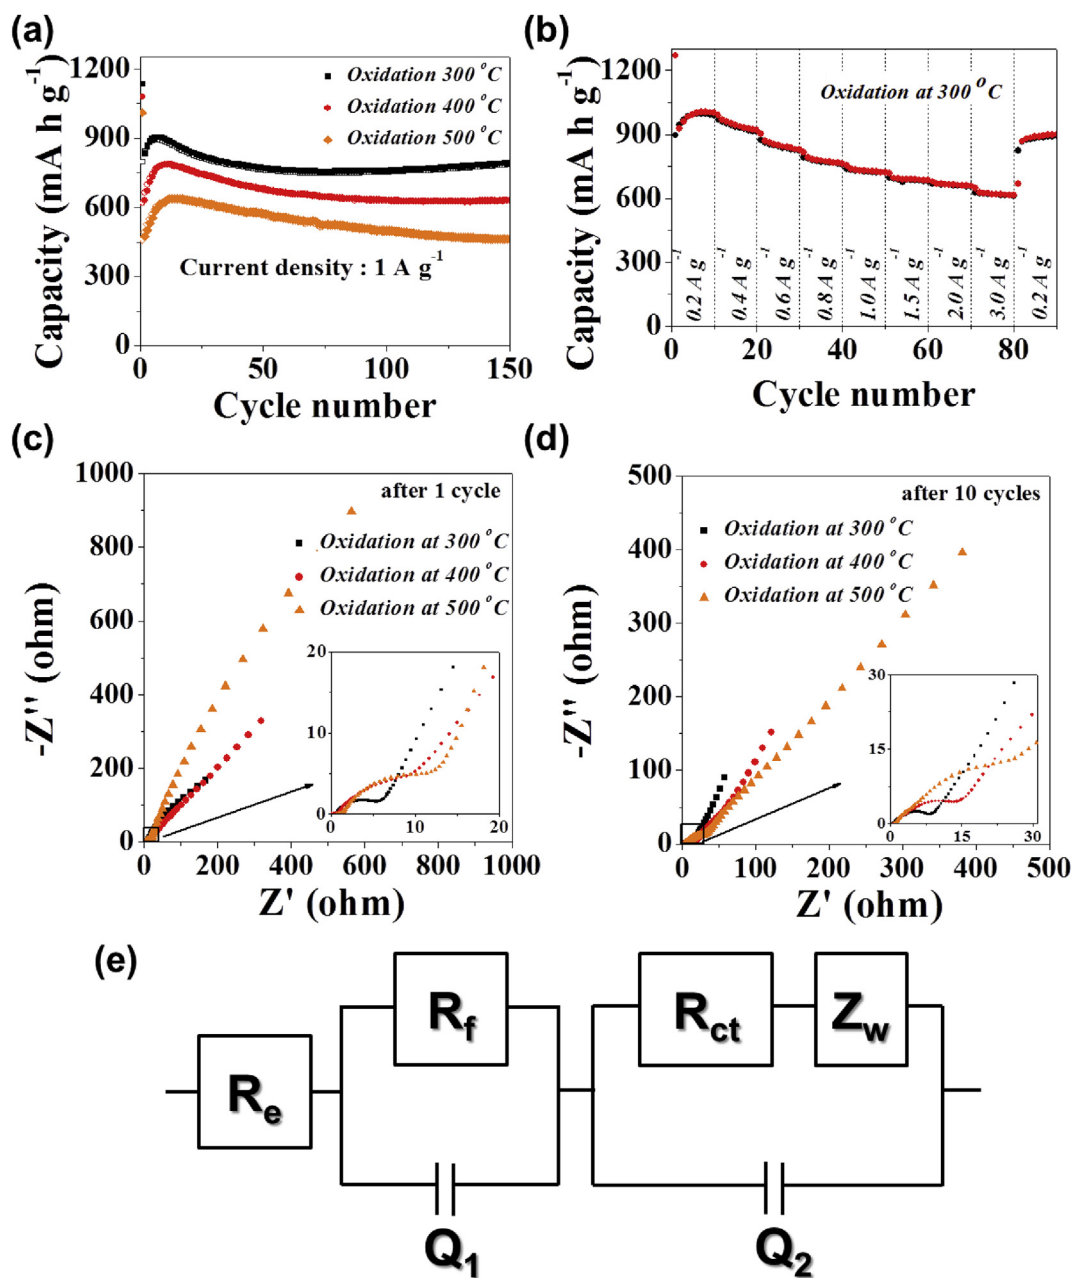 (a)
1200
900
600
300
0
Capacity (mA h g-1)
Oxidation 300 °C
Oxidation 400 °C
Oxidation 500 °C
Current density : 1 A g-1
0 50 100 150
Cycle number
(b)
1200
900
600
300
0
Capacity (mA h g-1)
Oxidation at 300 °C
0.2 A g-1
0.4 A g-1
0.6 A g-1
0.8 A g-1
1.0 A g-1
1.5 A g-1
2.0 A g-1
3.0 A g-1
0.2 A g-1
0 20 40 60 80
Cycle number
(c)
1000
800
600
400
200
0
-Z'' (ohm)
after 1 cycle
Oxidation at 300 °C
Oxidation at 400 °C
Oxidation at 500 °C
20
10
0
0 5 10 15 20
0 200 400 600 800 1000
Z' (ohm)
(d)
500
400
300
200
100
0
-Z'' (ohm)
after 10 cycles
Oxidation at 300 °C
Oxidation at 400 °C
Oxidation at 500 °C
30
15
0
0 15 30
0 100 200 300 400 500
Z' (ohm)
(e)
Re
Rf
Q1
Rct
Zw
Q2